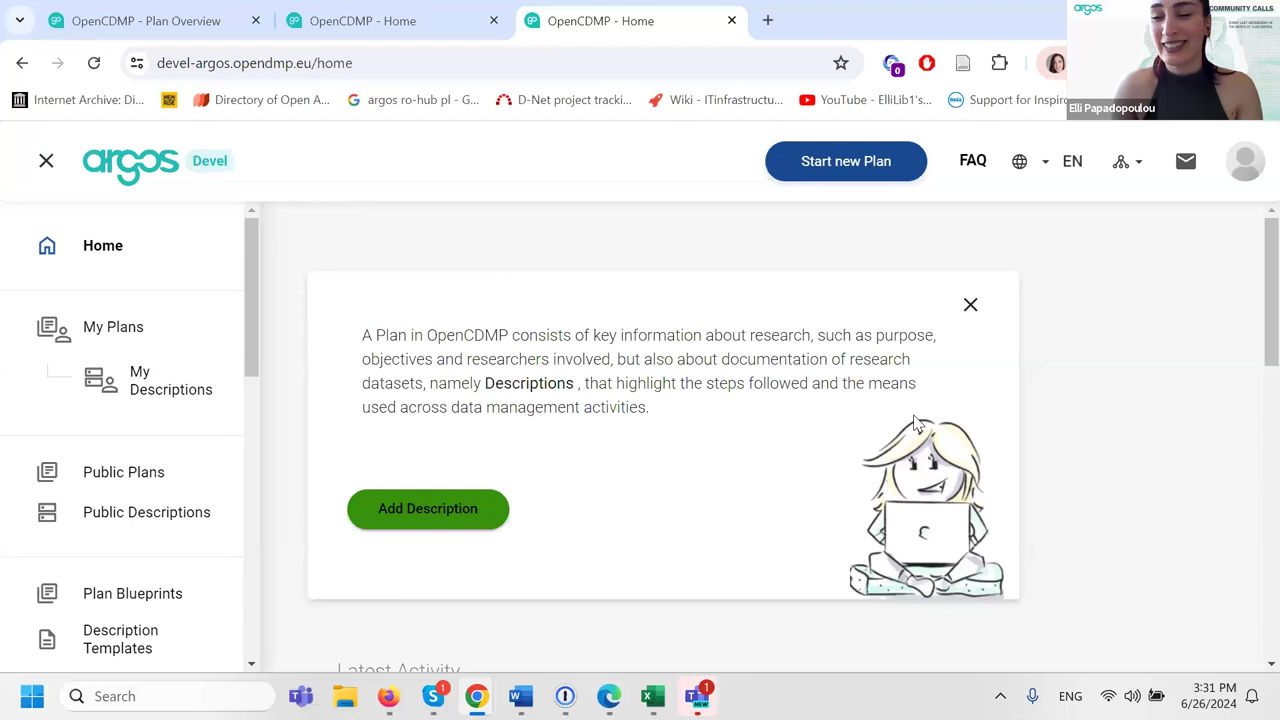 OpenCDMP - Plan Overview
OpenCDMP - Home
OpenCDMP - Home
argos
COMMUNITY CALLS
devel-argos.opendmp.eu/home
0
Internet Archive: Di...
Directory of Open A...
argos ro-hub pl - G...
D-Net project tracki...
Wiki - ITinfrastructu...
YouTube - ElliLib1's...
Support for Inspiro
Elli Papadopoulou
argos Devel
Start new Plan
FAQ
EN
Home
My Plans
My
Descriptions
Public Plans
Public Descriptions
Plan Blueprints
Description
Templates
A Plan in OpenCDMP consists of key information about research, such as purpose,
objectives and researchers involved, but also about documentation of research
datasets, namely Descriptions , that highlight the steps followed and the means
used across data management activities.
Add Description
Latest Activity
Search
1
1
NEW
ENG
3:31 PM
6/26/2024